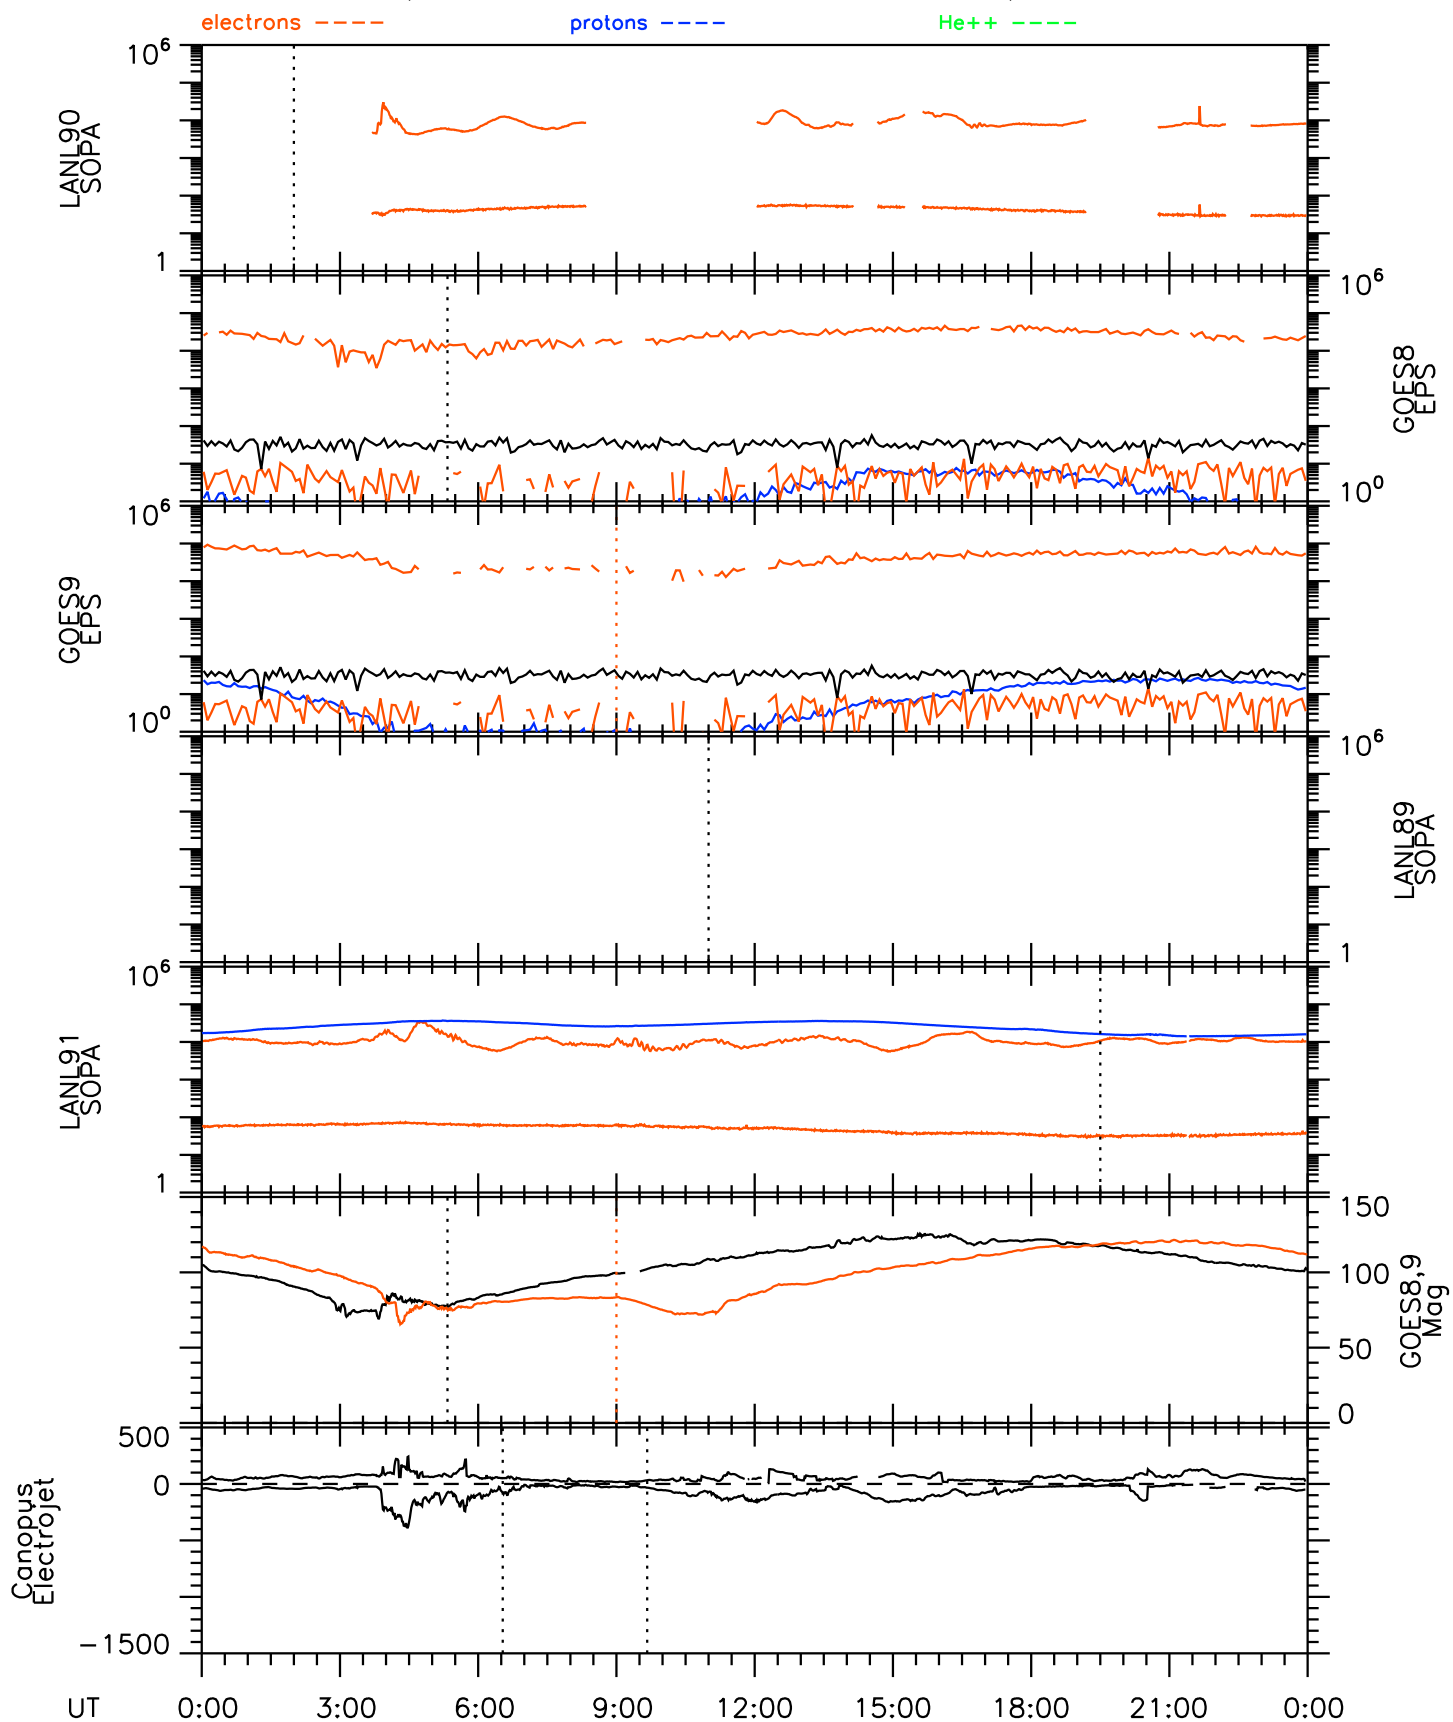 electrons protons He++
10⁶
LANL90
SOPA
1
10⁶
GOES8
EPS
10⁰
10⁶
GOES9
EPS
10⁰
10⁶
LANL89
SOPA
1
10⁶
LANL91
SOPA
1
150
100
GOES8,9
Mag
50
0
500
0
Canopus
Electrojet
−1500
UT 0:00 3:00 6:00 9:00 12:00 15:00 18:00 21:00 0:00